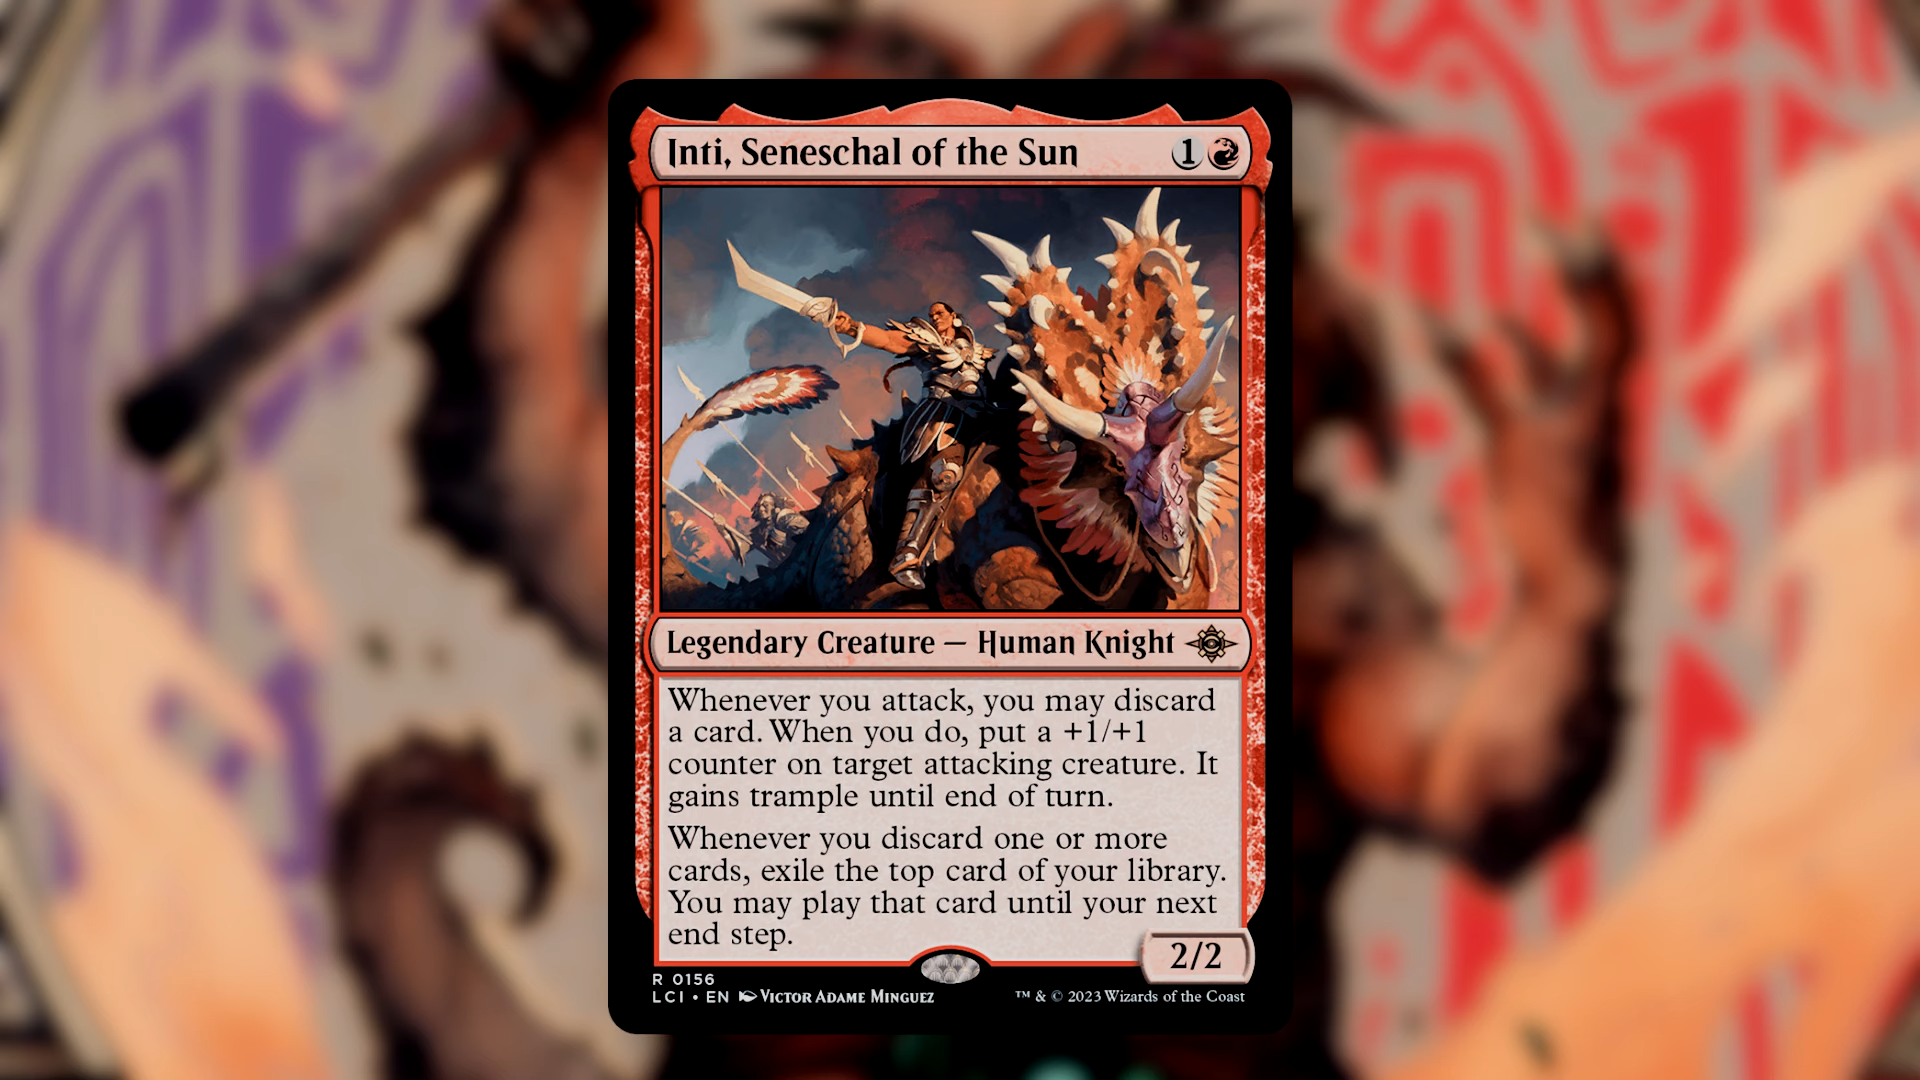 Inti, Seneschal of the Sun 1
Legendary Creature — Human Knight
Whenever you attack, you may discard
a card. When you do, put a +1/+1
counter on target attacking creature. It
gains trample until end of turn.
Whenever you discard one or more
cards, exile the top card of your library.
You may play that card until your next
end step.
2/2
R 0156
LCI • EN Victor Adame Minguez
™ & © 2023 Wizards of the Coast